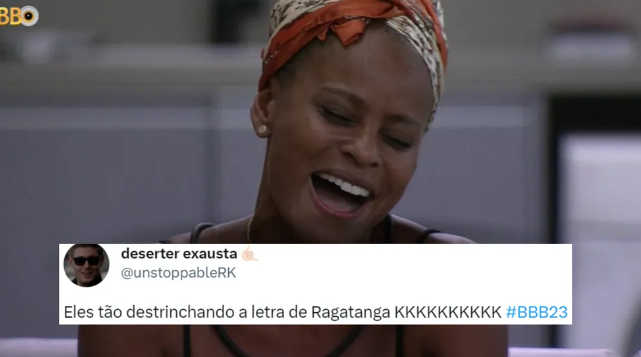 BBB
deserter exausta 🤏🏻
@unstoppableRK
Eles tão destrinchando a letra de Ragatanga KKKKKKKKKK #BBB23